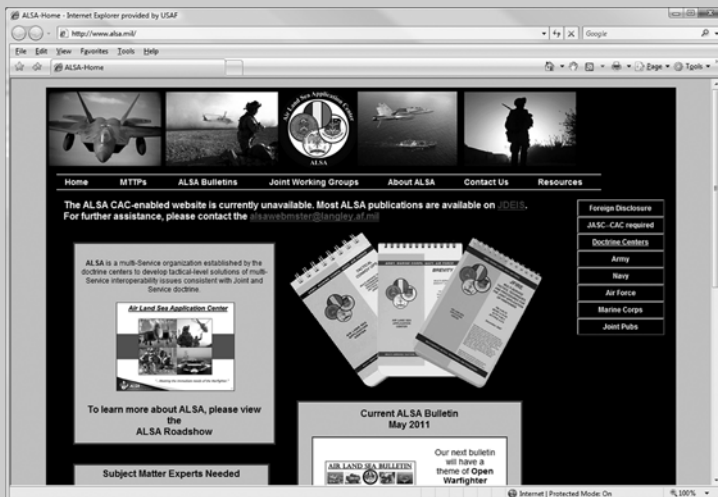 ALSA-Home - Internet Explorer provided by USAF
http://www.alsa.mil/
Google
File Edit View Favorites Tools Help
ALSA-Home
Page Tools
Air Land Sea Application Center
ALSA
Home MTTPs ALSA Bulletins Joint Working Groups About ALSA Contact Us Resources
The ALSA CAC-enabled website is currently unavailable. Most ALSA publications are available on JDEIS.
For further assistance, please contact the alsawebmster@langley.af.mil
Foreign Disclosure
JASC--CAC required
Doctrine Centers
Army
Navy
Air Force
Marine Corps
Joint Pubs
ALSA is a multi-Service organization established by the
doctrine centers to develop tactical-level solutions of multi-
Service interoperability issues consistent with Joint and
Service doctrine.
Air Land Sea Application Center
ALSA
To learn more about ALSA, please view
the
ALSA Roadshow
Subject Matter Experts Needed
BREVITY
JFIRE
Current ALSA Bulletin
May 2011
AIR LAND SEA BULLETIN
Our next bulletin
will have a
theme of Open
Warfighter
Internet | Protected Mode: On
100%